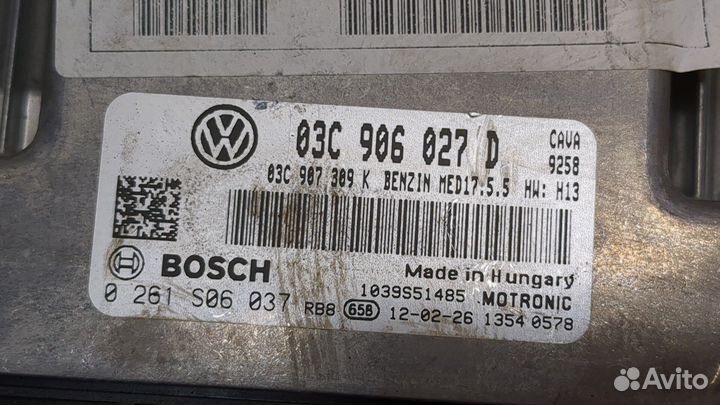 03C 906 027 D CAVA
9258
03C 907 309 K BENZIN MED17.5.5 HW: H13
BOSCH
Made in Hungary
1039S51485 MOTRONIC
0 261 S06 037 RB8 656 12-02-26 1354 0578
Avito